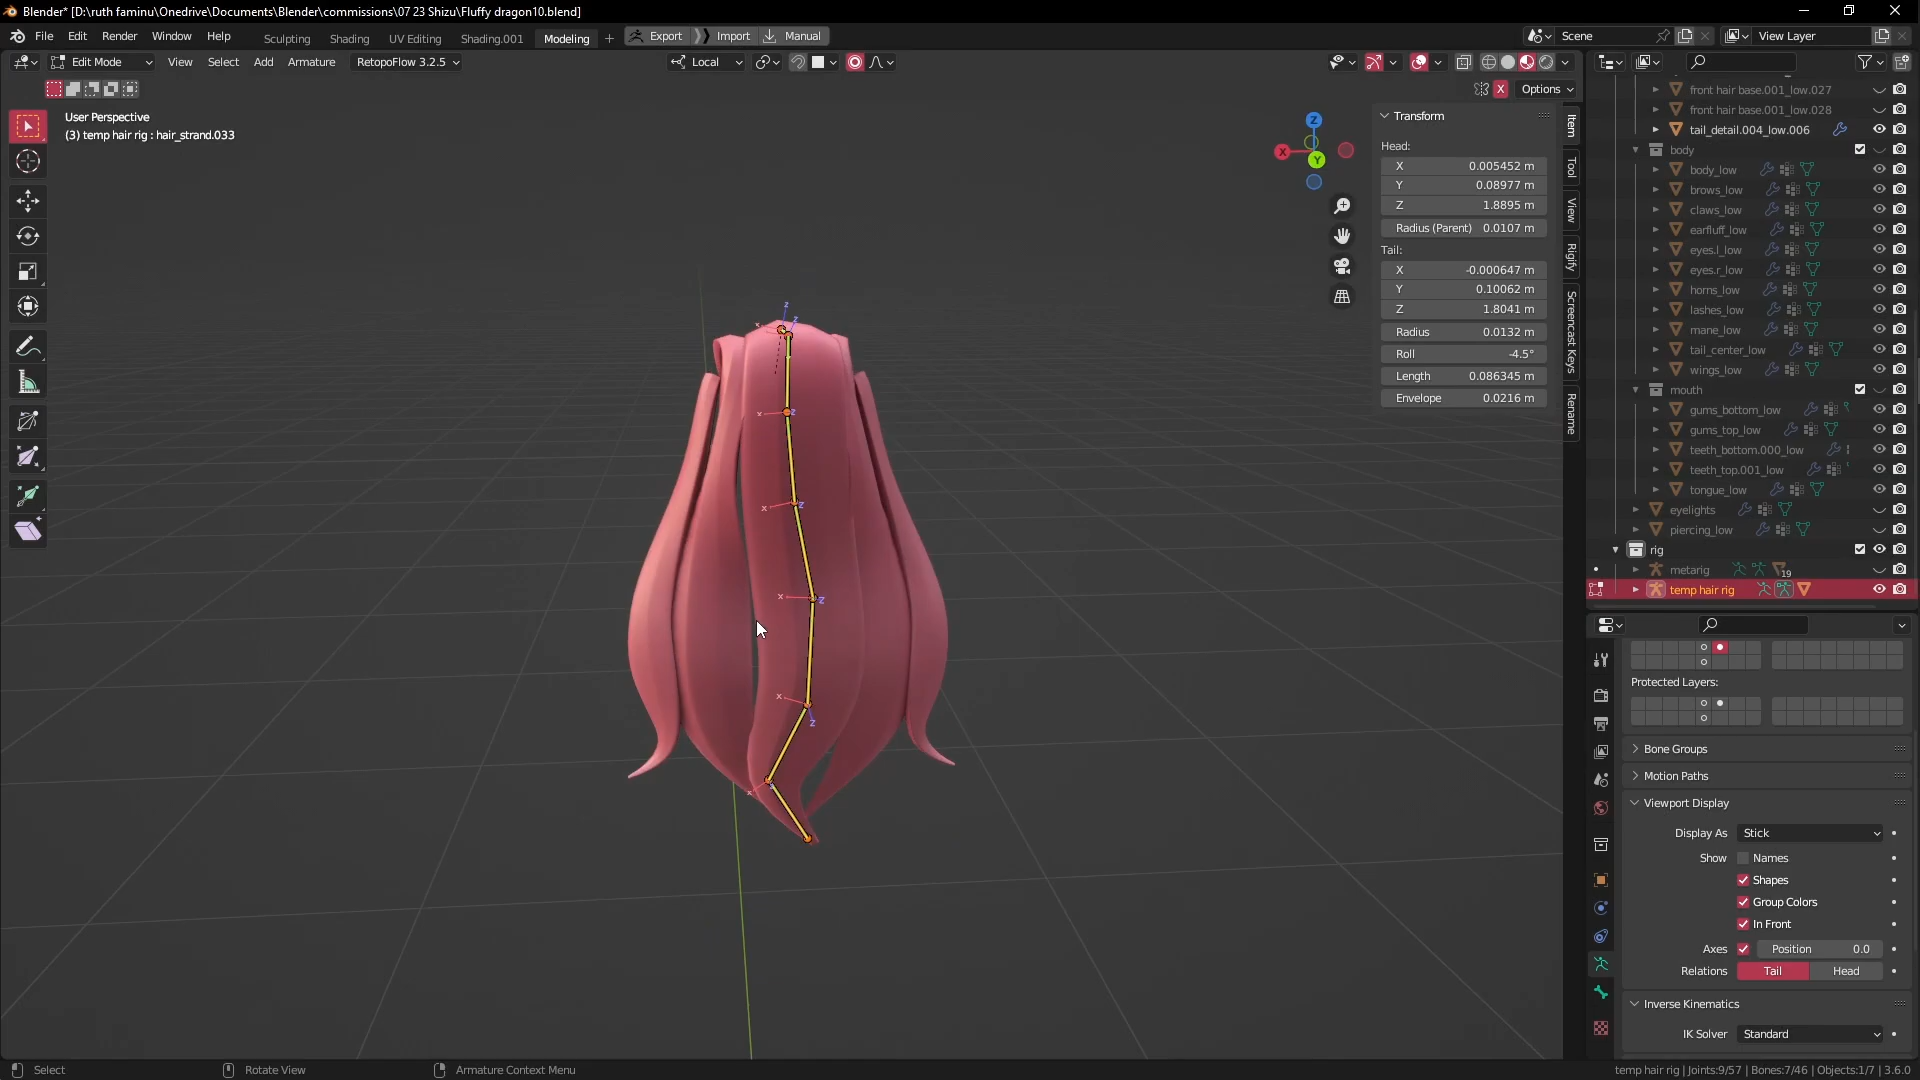 Blender* [D:\ruth faminu\Onedrive\Documents\Blender\commissions\07 23 Shizu\Fluffy dragon10.blend]
File Edit Render Window Help Sculpting Shading UV Editing Shading.001 Modeling + Export Import Manual Scene View Layer
Edit Mode View Select Add Armature RetopoFlow 3.2.5 Local
X Options
User Perspective
(3) temp hair rig : hair_strand.033
Z
X
Y
Transform
Head:
X 0.005452 m
Y 0.08977 m
Z 1.8895 m
Radius (Parent) 0.0107 m
Tail:
X -0.000647 m
Y 0.10062 m
Z 1.8041 m
Radius 0.0132 m
Roll -4.5°
Length 0.086345 m
Envelope 0.0216 m
Item
Tool
View
Rigify
Screencast Keys
Rename
front hair base.001_low.027
front hair base.001_low.028
tail_detail.004_low.006
body
body_low
brows_low
claws_low
earfluff_low
eyes.l_low
eyes.r_low
horns_low
lashes_low
mane_low
tail_center_low
wings_low
mouth
gums_bottom_low
gums_top_low
teeth_bottom.000_low
teeth_top.001_low
tongue_low
eyelights
piercing_low
rig
metarig 19
temp hair rig
Protected Layers:
Bone Groups
Motion Paths
Viewport Display
Display As Stick
Show Names
Shapes
Group Colors
In Front
Axes Position 0.0
Relations Tail Head
Inverse Kinematics
IK Solver Standard
z
x z
x z
x z
x z
x z
x
Select Rotate View Armature Context Menu temp hair rig | Joints:9/57 | Bones:7/46 | Objects:1/7 | 3.6.0